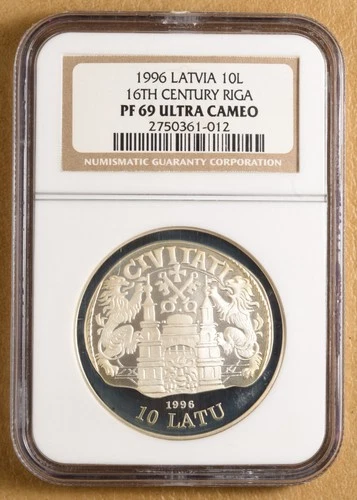 1996 LATVIA 10L
16TH CENTURY RIGA
PF 69 ULTRA CAMEO
2750361-012
NUMISMATIC GUARANTY CORPORATION
CIVITATI
1996
10 LATU